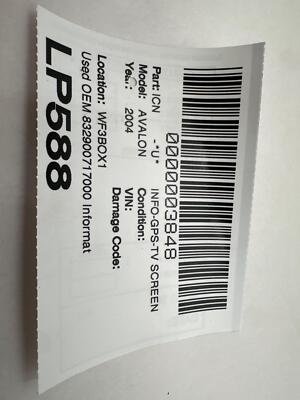 0000003848
Part: ICN -*U* INFO-GPS-TV SCREEN
Model: AVALON Condition:
Year: 2004 VIN:
Damage Code:
Location: WF3BOX1
Used OEM 832900717000 Informat
LP588